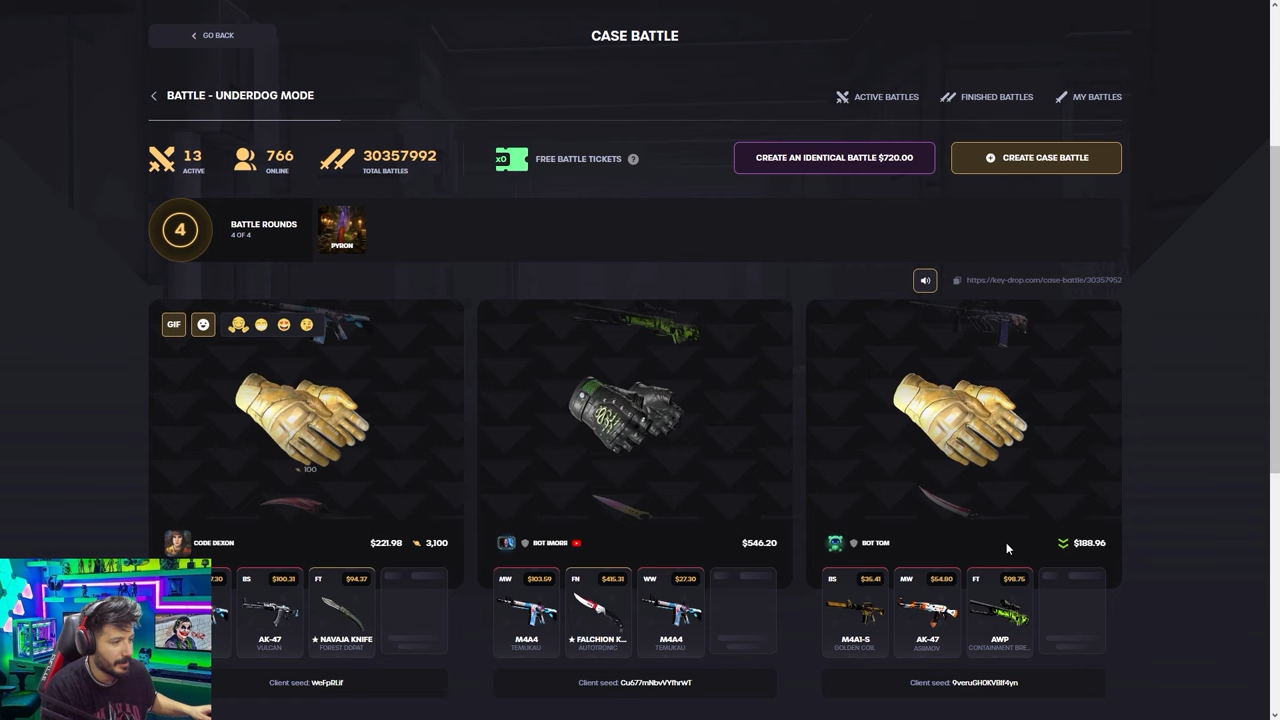 GO BACK
CASE BATTLE
BATTLE - UNDERDOG MODE
ACTIVE BATTLES
FINISHED BATTLES
MY BATTLES
13
ACTIVE
766
ONLINE
30357992
TOTAL BATTLES
x0
FREE BATTLE TICKETS
?
CREATE AN IDENTICAL BATTLE $720.00
CREATE CASE BATTLE
4
BATTLE ROUNDS
4 OF 4
PYRON
https://key-drop.com/case-battle/30357952
GIF
100
CODE DEXON
$221.98
3,100
BOT IMORR
$546.20
BOT TOM
$188.96
7.30
BS $100.31
FT $94.37
AK-47
VULCAN
★ NAVAJA KNIFE
FOREST DDPAT
MW $103.59
FN $415.31
WW $27.30
M4A4
TEMUKAU
★ FALCHION K...
AUTOTRONIC
M4A4
TEMUKAU
BS $35.41
MW $54.80
FT $98.75
M4A1-S
GOLDEN COIL
AK-47
ASIIMOV
AWP
CONTAINMENT BRE...
Client seed: WeFpRLif
Client seed: Cu677mNbvVYfhrWT
Client seed: 9veruGH0KVBIf4yn